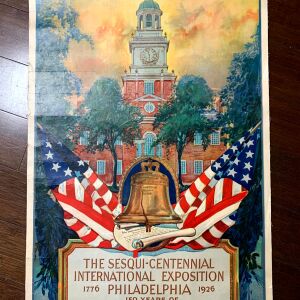 THE SESQUI-CENTENNIAL
INTERNATIONAL EXPOSITION
1776 PHILADELPHIA 1926
150 YEARS OF